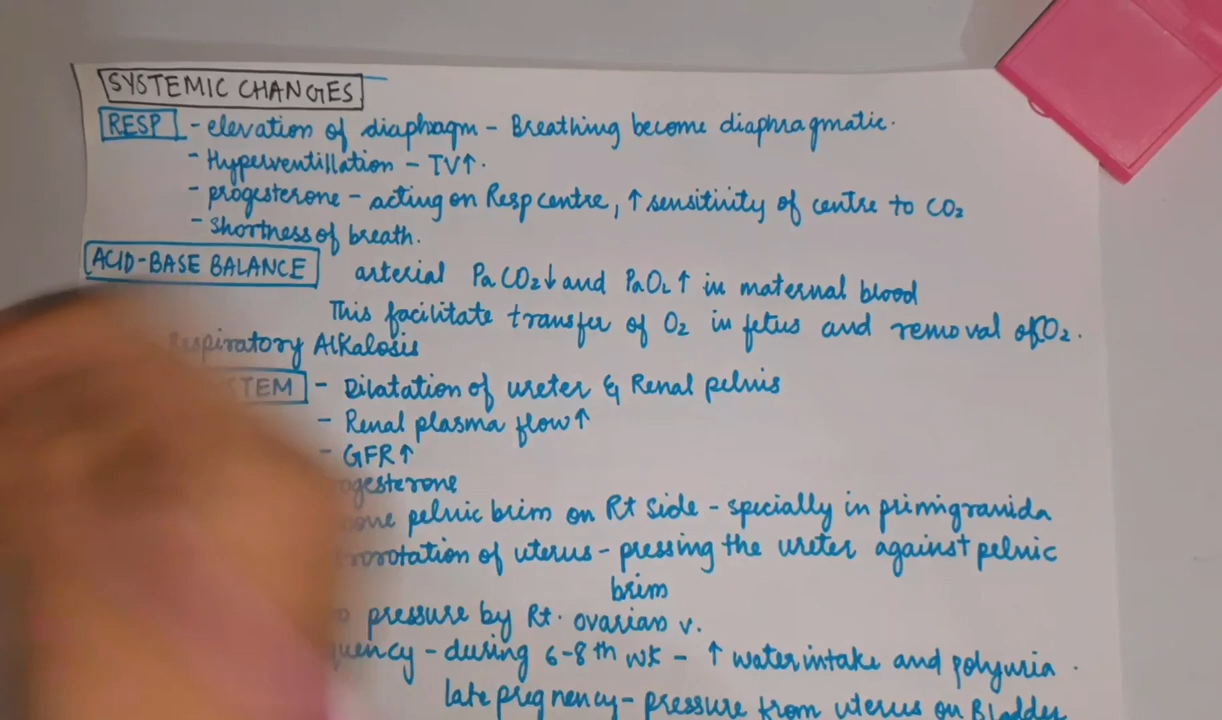 SYSTEMIC CHANGES
RESP - elevation of diaphagm - Breathing become diaphragmatic.
- Hyperventillation - TV↑.
- progesterone - acting on Resp centre, ↑ sensitivity of centre to CO₂
- shortness of breath.
ACID-BASE BALANCE arterial PaCO₂↓ and PaO₂↑ in maternal blood
This facilitate transfer of O₂ in fetus and removal of CO₂.
Respiratory Alkalosis
- Dilatation of ureter & Renal pelvis
- Renal plasma flow↑
- GFR↑
pelvic brim on Rt side - specially in primigravida
of uterus - pressing the ureter against pelvic
brim
pressure by Rt. ovarian v.
- during 6-8th wk - ↑ water intake and polyuria.
late pregnency - pressure from uterus on Bladder